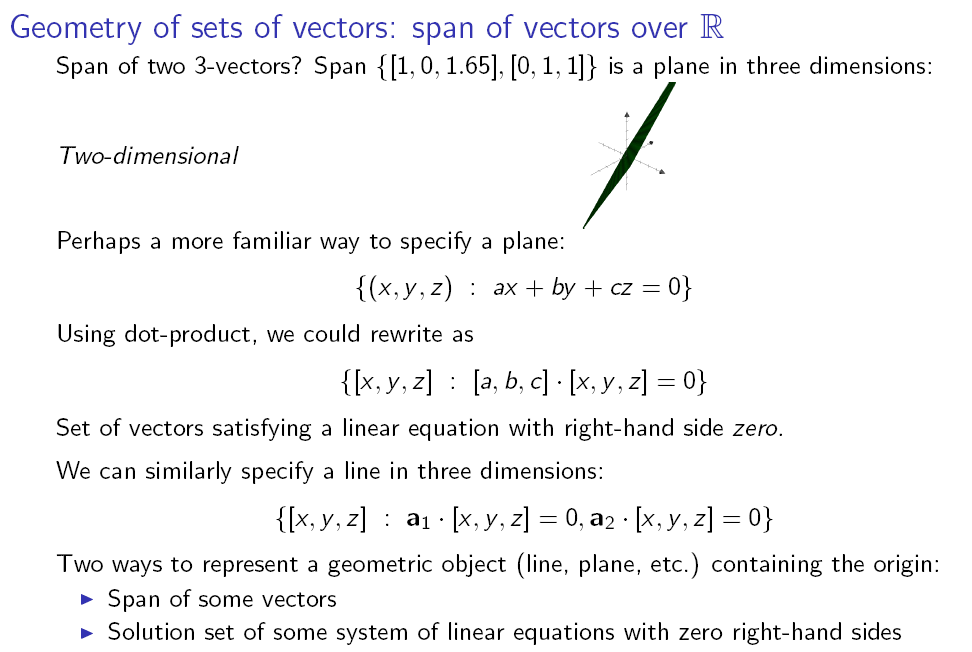 Geometry of sets of vectors: span of vectors over ℝ
Span of two 3-vectors? Span {[1, 0, 1.65], [0, 1, 1]} is a plane in three dimensions:
Two-dimensional
Perhaps a more familiar way to specify a plane:
{(x, y, z) : ax + by + cz = 0}
Using dot-product, we could rewrite as
{[x, y, z] : [a, b, c] · [x, y, z] = 0}
Set of vectors satisfying a linear equation with right-hand side zero.
We can similarly specify a line in three dimensions:
{[x, y, z] : a₁ · [x, y, z] = 0, a₂ · [x, y, z] = 0}
Two ways to represent a geometric object (line, plane, etc.) containing the origin:
▶ Span of some vectors
▶ Solution set of some system of linear equations with zero right-hand sides